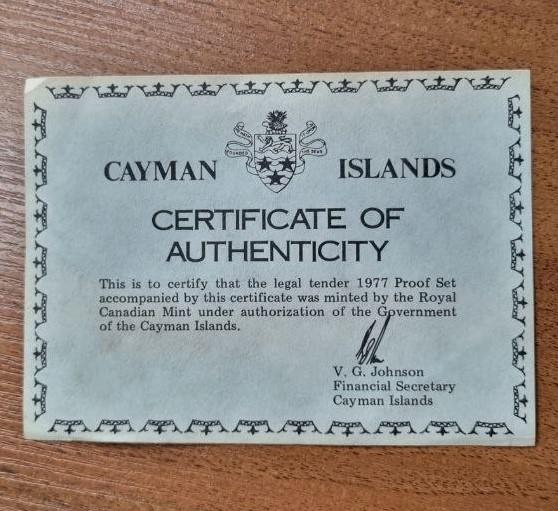 CAYMAN ISLANDS
CERTIFICATE OF
AUTHENTICITY
This is to certify that the legal tender 1977 Proof Set
accompanied by this certificate was minted by the Royal
Canadian Mint under authorization of the Government
of the Cayman Islands.
V. G. Johnson
Financial Secretary
Cayman Islands